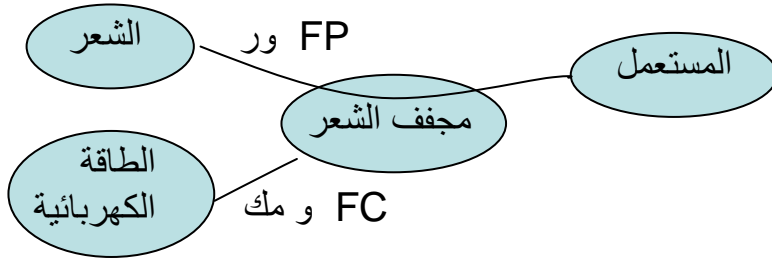 الشعر
ور FP
المستعمل
مجفف الشعر
الطاقة
الكهربائية
و مك FC